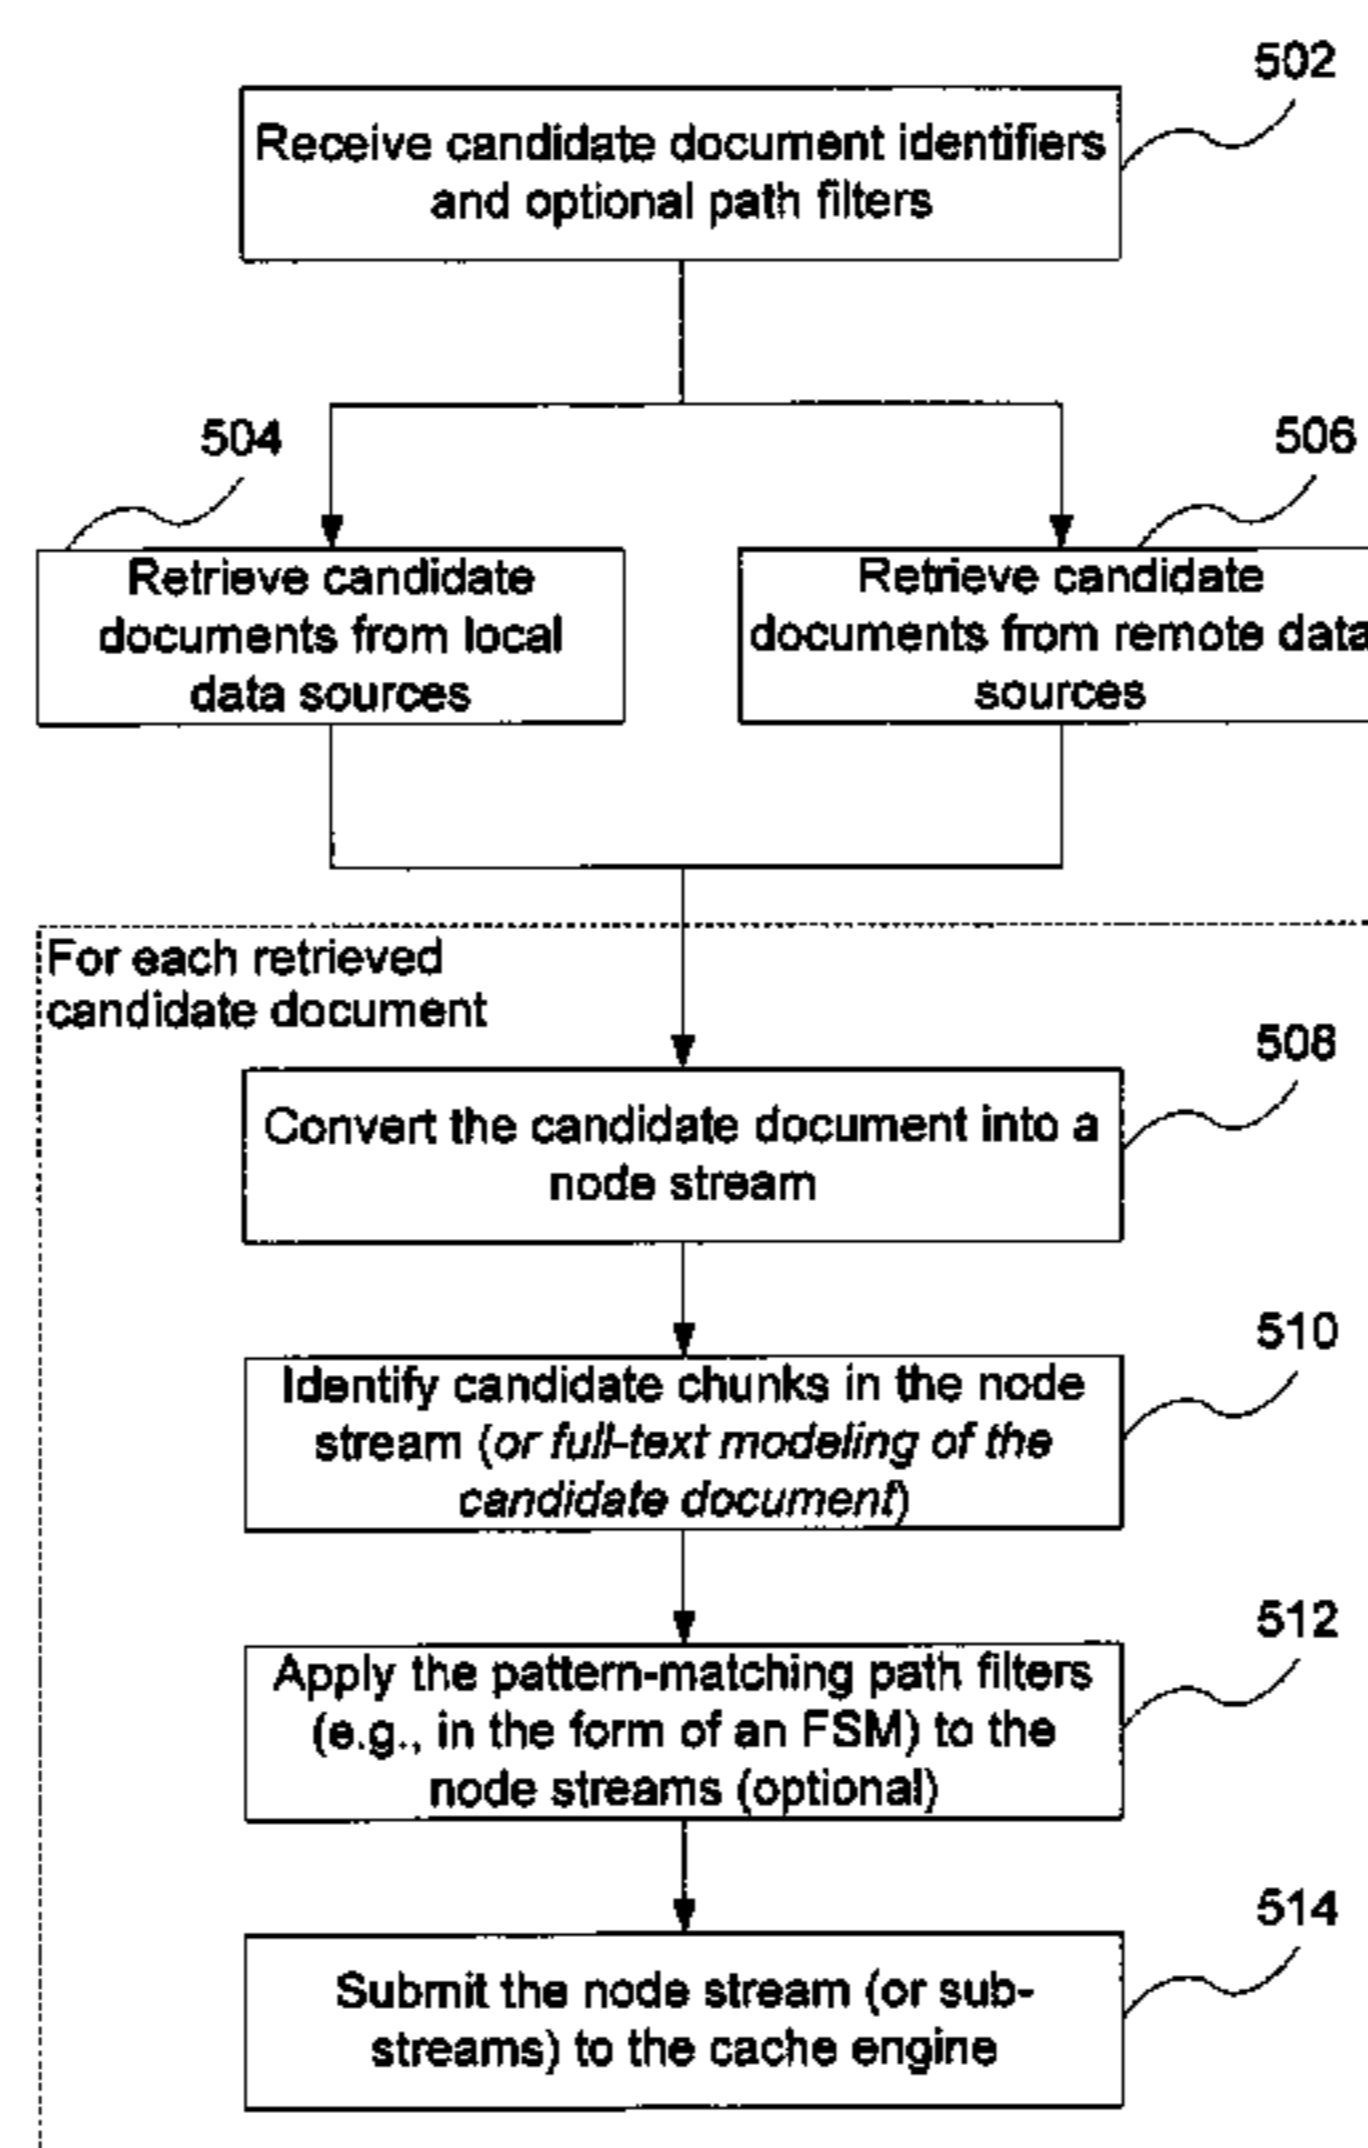 502
Receive candidate document identifiers
and optional path filters
504
Retrieve candidate
documents from local
data sources
506
Retrieve candidate
documents from remote data
sources
For each retrieved
candidate document
508
Convert the candidate document into a
node stream
510
Identify candidate chunks in the node
stream (or full-text modeling of the
candidate document)
512
Apply the pattern-matching path filters
(e.g., in the form of an FSM) to the
node streams (optional)
514
Submit the node stream (or sub-
streams) to the cache engine